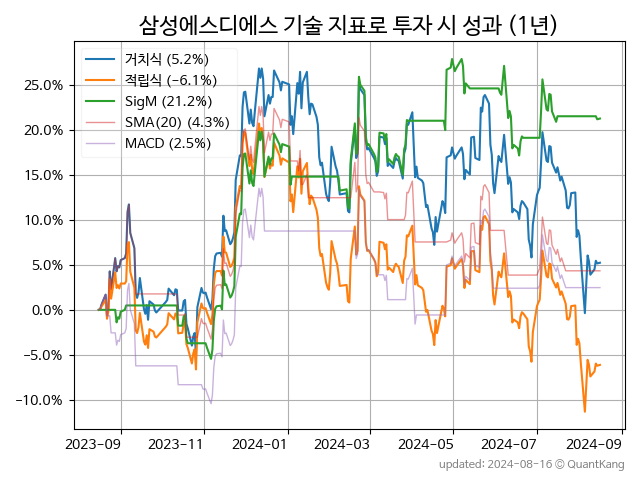 삼성에스디에스 기술 지표로 투자 시 성과 (1년)
거치식 (5.2%)
적립식 (−6.1%)
SigM (21.2%)
SMA(20) (4.3%)
MACD (2.5%)
25.0%
20.0%
15.0%
10.0%
5.0%
0.0%
−5.0%
−10.0%
2023-09 2023-11 2024-01 2024-03 2024-05 2024-07 2024-09
updated: 2024-08-16 © QuantKang